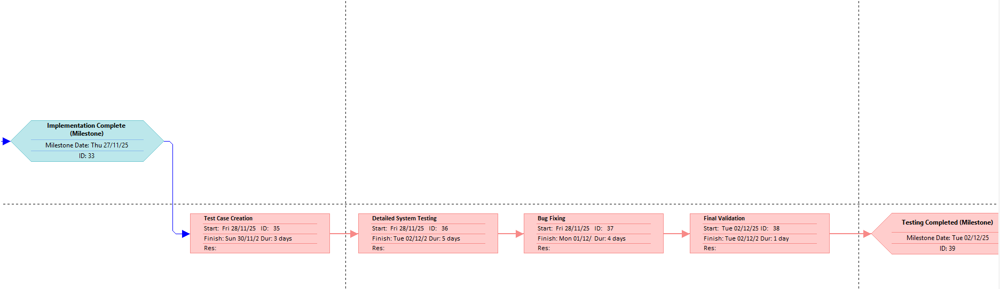 Implementation Complete
(Milestone)
Milestone Date: Thu 27/11/25
ID: 33
Test Case Creation
Start: Fri 28/11/25 ID: 35
Finish: Sun 30/11/2 Dur: 3 days
Res:
Detailed System Testing
Start: Fri 28/11/25 ID: 36
Finish: Tue 02/12/2 Dur: 5 days
Res:
Bug Fixing
Start: Fri 28/11/25 ID: 37
Finish: Mon 01/12/ Dur: 4 days
Res:
Final Validation
Start: Tue 02/12/25 ID: 38
Finish: Tue 02/12/2 Dur: 1 day
Res:
Testing Completed (Milestone)
Milestone Date: Tue 02/12/25
ID: 39